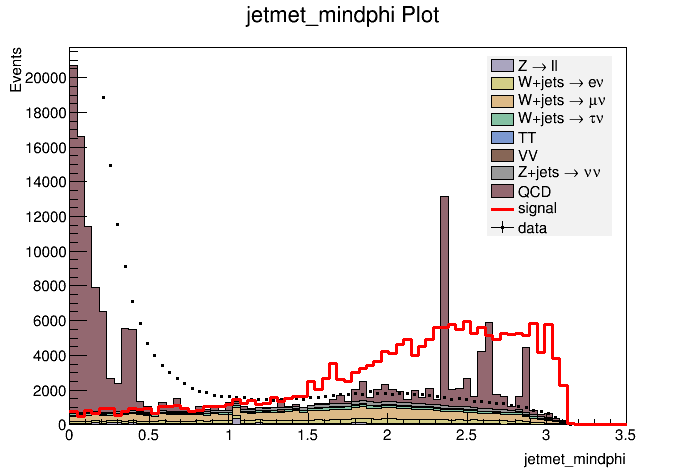 jetmet_mindphi Plot
Events
20000
18000
16000
14000
12000
10000
8000
6000
4000
2000
0
Z → ll
W+jets → eν
W+jets → μν
W+jets → τν
TT
VV
Z+jets → νν
QCD
signal
data
0 0.5 1 1.5 2 2.5 3 3.5
jetmet_mindphi